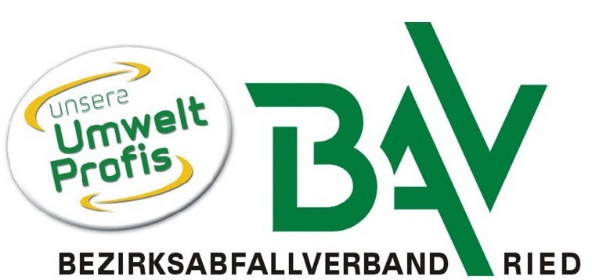 unsere
Umwelt
Profis
BAV
BEZIRKSABFALLVERBAND RIED